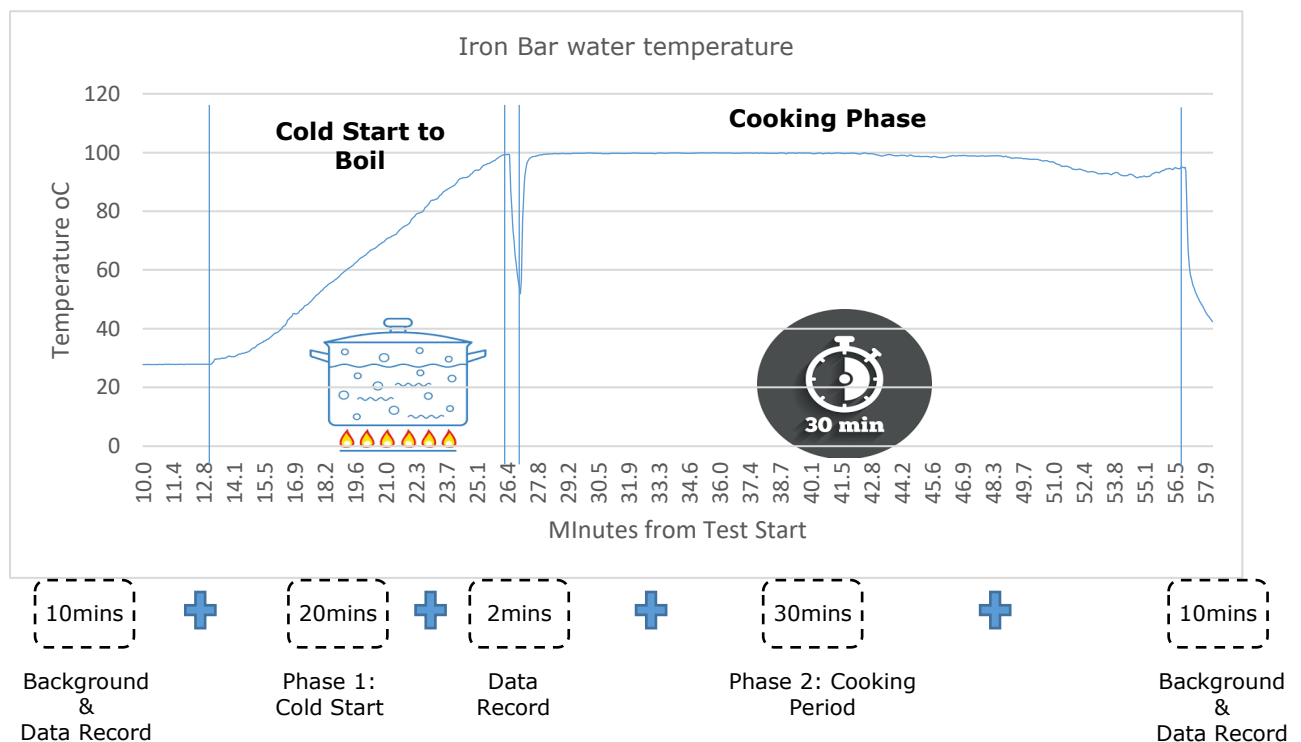 Iron Bar water temperature
Temperature oC
120
100
80
60
40
20
0
Cold Start to
Boil
Cooking Phase
30 min
10.0
11.4
12.8
14.1
15.5
16.9
18.2
19.6
21.0
22.3
23.7
25.1
26.4
27.8
29.2
30.5
31.9
33.3
34.6
36.0
37.4
38.7
40.1
41.5
42.8
44.2
45.6
46.9
48.3
49.7
51.0
52.4
53.8
55.1
56.5
57.9
MInutes from Test Start
10mins
20mins
2mins
30mins
10mins
Background
&
Data Record
Phase 1:
Cold Start
Data
Record
Phase 2: Cooking
Period
Background
&
Data Record